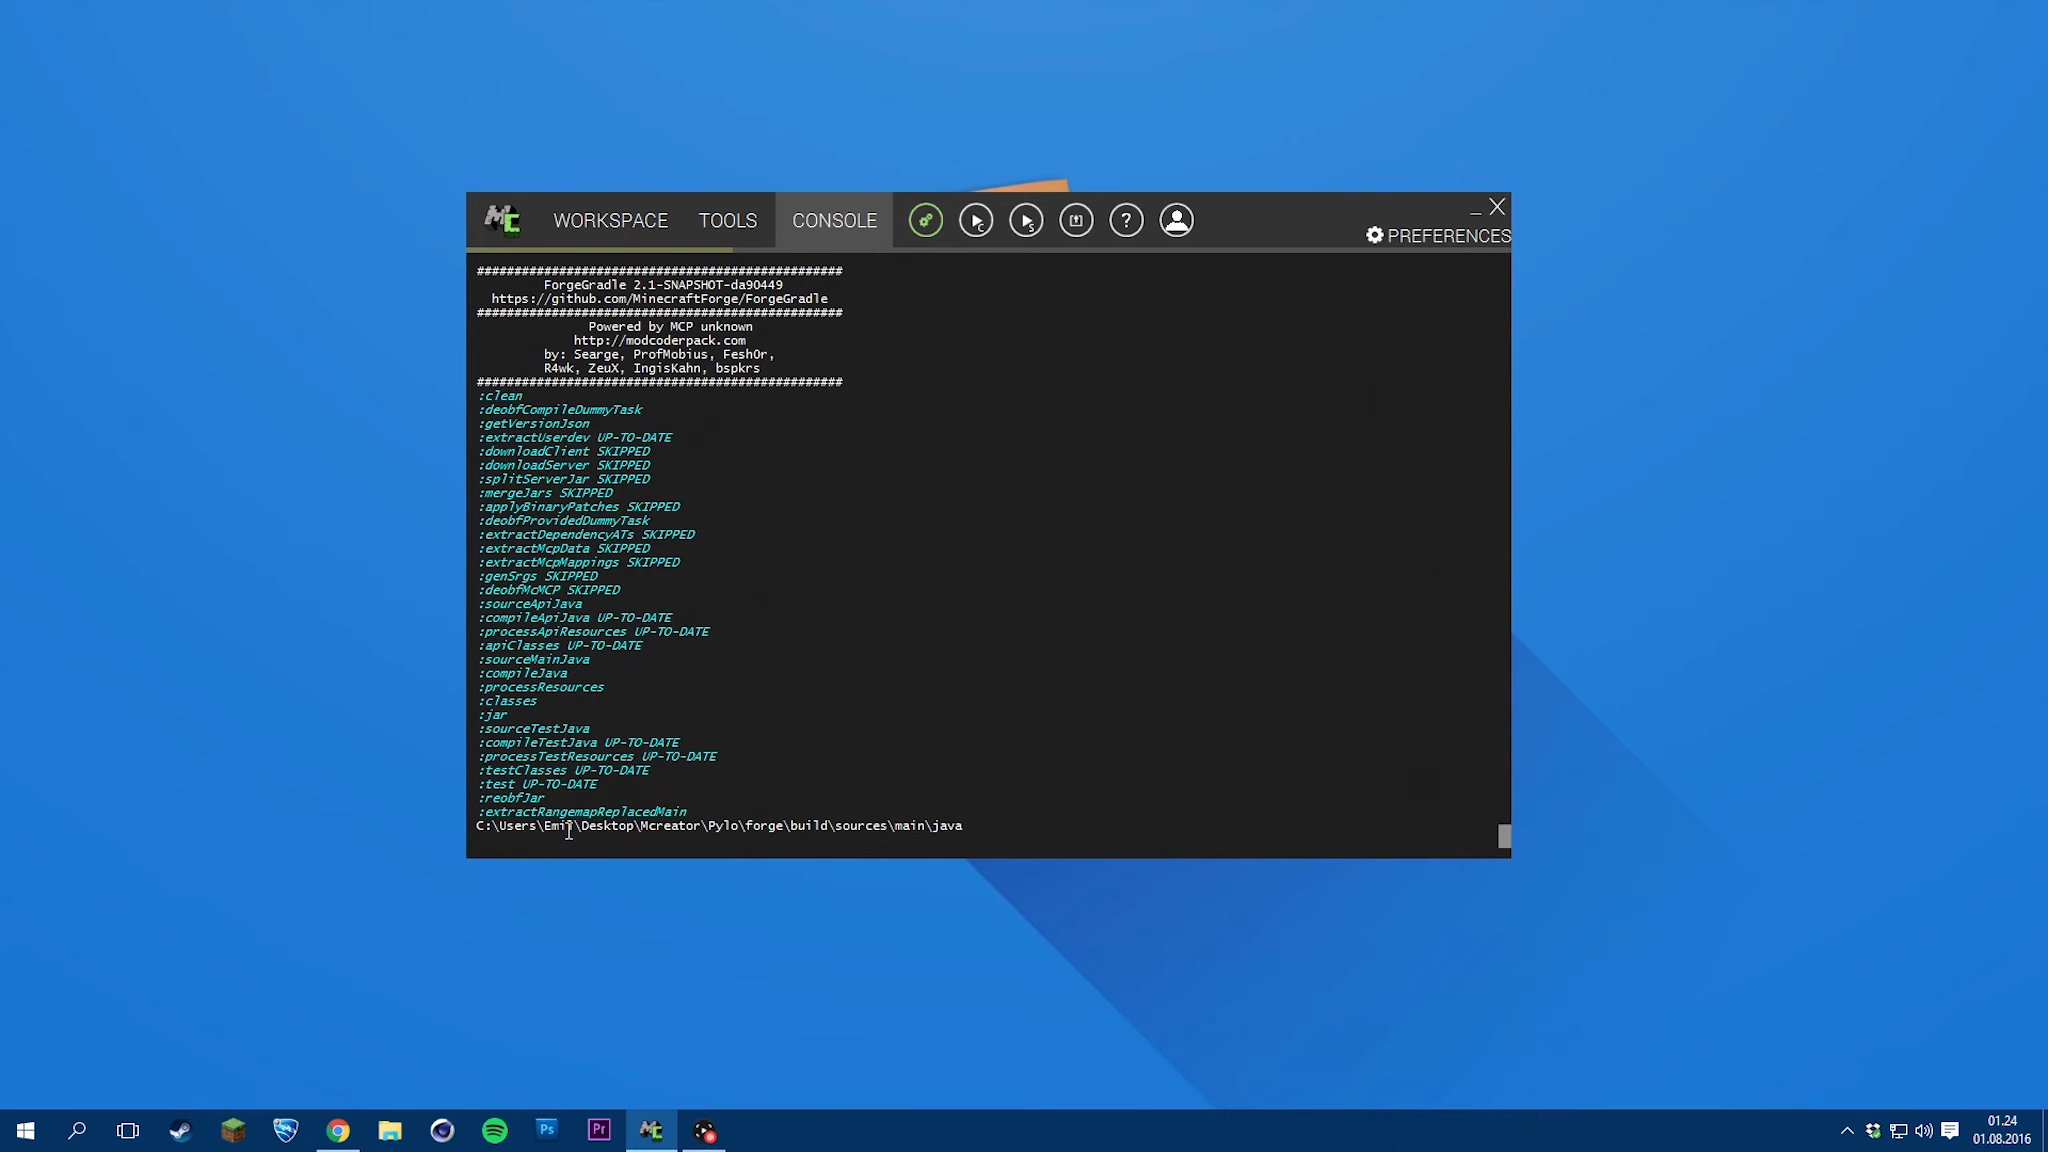 WORKSPACE TOOLS CONSOLE
PREFERENCES
#################################################
ForgeGradle 2.1-SNAPSHOT-da90449
https://github.com/MinecraftForge/ForgeGradle
#################################################
Powered by MCP unknown
http://modcoderpack.com
by: Searge, ProfMobius, Fesh0r,
R4wk, ZeuX, IngisKahn, bspkrs
#################################################
:clean
:deobfCompileDummyTask
:getVersionJson
:extractUserdev UP-TO-DATE
:downloadClient SKIPPED
:downloadServer SKIPPED
:splitServerJar SKIPPED
:mergeJars SKIPPED
:applyBinaryPatches SKIPPED
:deobfProvidedDummyTask
:extractDependencyATs SKIPPED
:extractMcpData SKIPPED
:extractMcpMappings SKIPPED
:genSrgs SKIPPED
:deobfMcMCP SKIPPED
:sourceApiJava
:compileApiJava UP-TO-DATE
:processApiResources UP-TO-DATE
:apiClasses UP-TO-DATE
:sourceMainJava
:compileJava
:processResources
:classes
:jar
:sourceTestJava
:compileTestJava UP-TO-DATE
:processTestResources UP-TO-DATE
:testClasses UP-TO-DATE
:test UP-TO-DATE
:reobfJar
:extractRangemapReplacedMain
C:\Users\Emil\Desktop\Mcreator\Pylo\forge\build\sources\main\java
Ps
Pr
01.24
01.08.2016